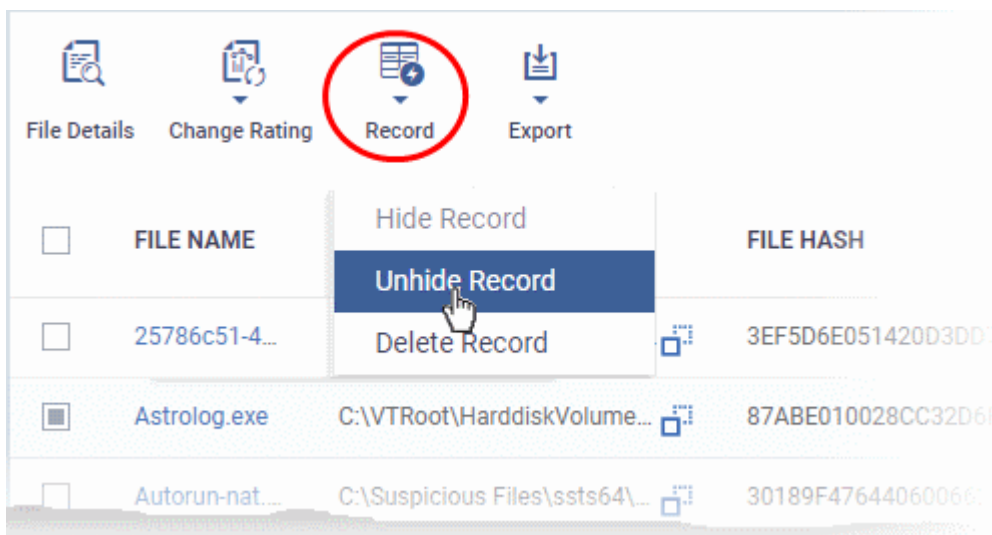 File Details Change Rating Record Export
Hide Record
FILE NAME FILE HASH
Unhide Record
25786c51-4... Delete Record 3EF5D6E051420D3DD
Astrolog.exe C:\VTRoot\HarddiskVolume... 87ABE010028CC32D6
Autorun-nat.... C:\Suspicious Files\ssts64\... 30189F4764406006